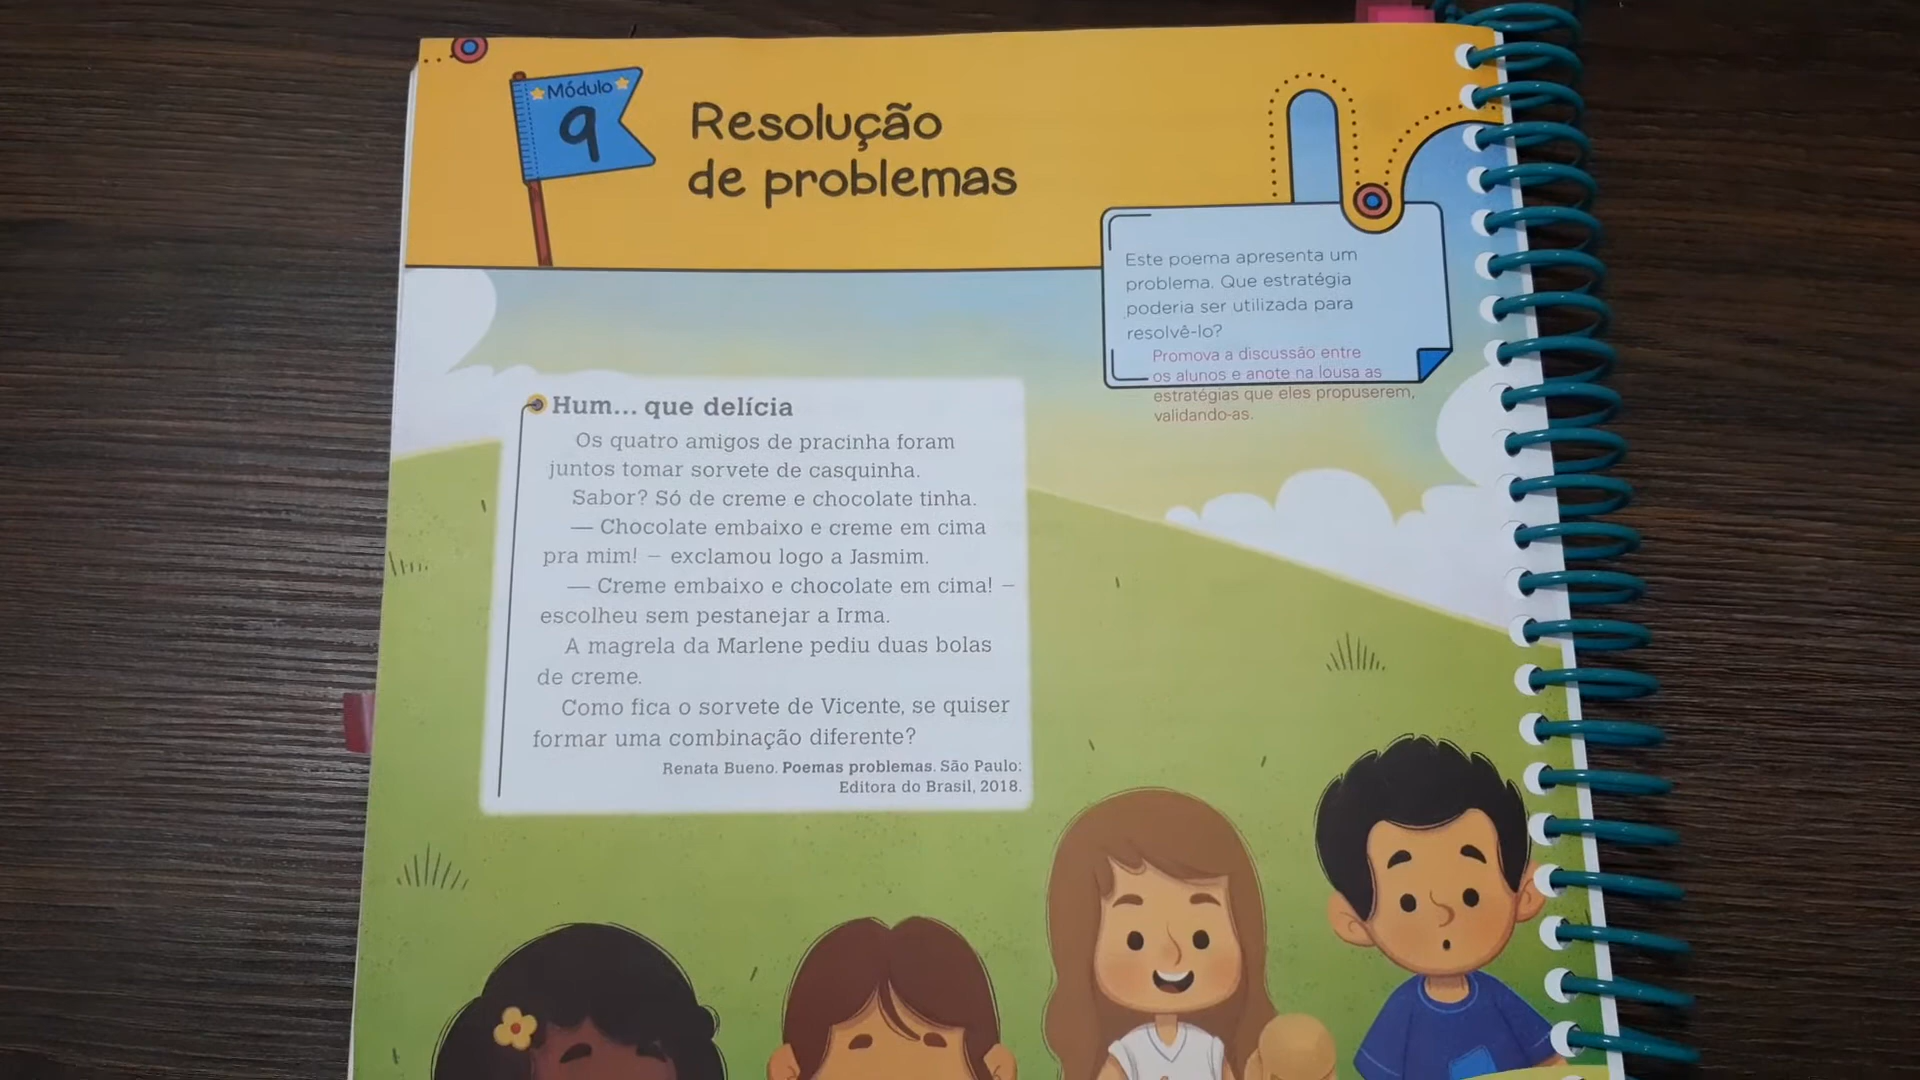 Módulo
9
Resolução
de problemas
Este poema apresenta um
problema. Que estratégia
poderia ser utilizada para
resolvê-lo?
Promova a discussão entre
os alunos e anote na lousa as
estratégias que eles propuserem,
validando-as.
Hum... que delícia
Os quatro amigos de pracinha foram
juntos tomar sorvete de casquinha.
Sabor? Só de creme e chocolate tinha.
— Chocolate embaixo e creme em cima
pra mim! – exclamou logo a Jasmim.
— Creme embaixo e chocolate em cima! –
escolheu sem pestanejar a Irma.
A magrela da Marlene pediu duas bolas
de creme.
Como fica o sorvete de Vicente, se quiser
formar uma combinação diferente?
Renata Bueno. Poemas problemas. São Paulo:
Editora do Brasil, 2018.